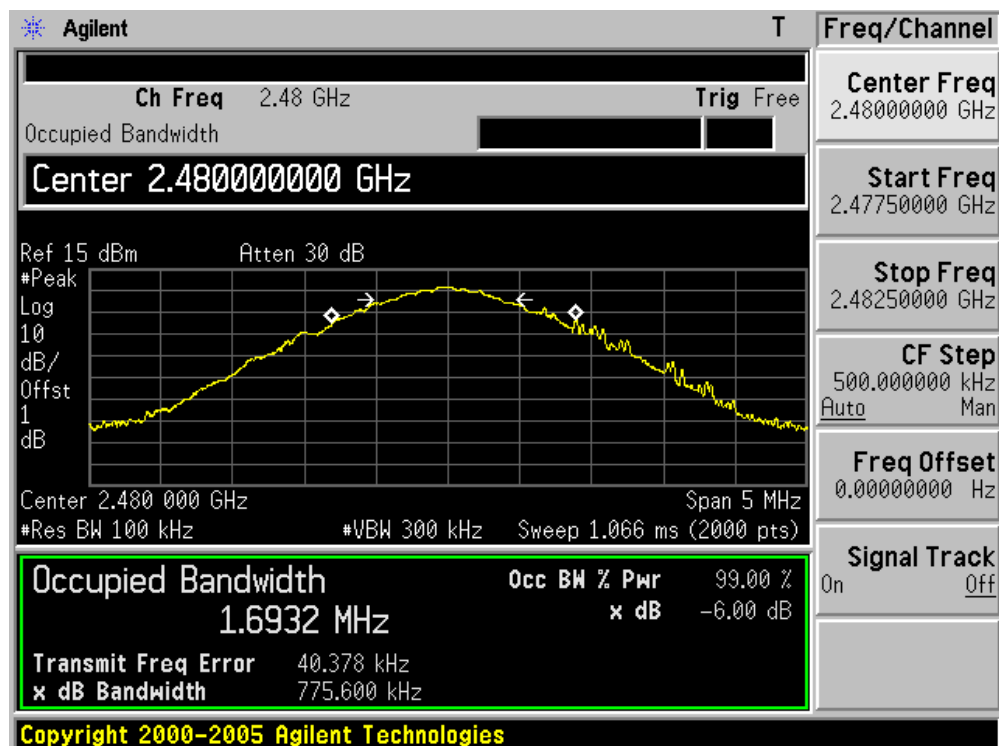 Agilent T Freq/Channel
Ch Freq 2.48 GHz Trig Free
Occupied Bandwidth
Center 2.480000000 GHz
Ref 15 dBm Atten 30 dB
#Peak
Log
10
dB/
Offst
1
dB
Center 2.480 000 GHz Span 5 MHz
#Res BW 100 kHz #VBW 300 kHz Sweep 1.066 ms (2000 pts)
Occupied Bandwidth Occ BW % Pwr 99.00 %
1.6932 MHz x dB -6.00 dB
Transmit Freq Error 40.378 kHz
x dB Bandwidth 775.600 kHz
Copyright 2000-2005 Agilent Technologies
Center Freq
2.48000000 GHz
Start Freq
2.47750000 GHz
Stop Freq
2.48250000 GHz
CF Step
500.000000 kHz
Auto Man
Freq Offset
0.00000000 Hz
Signal Track
On Off